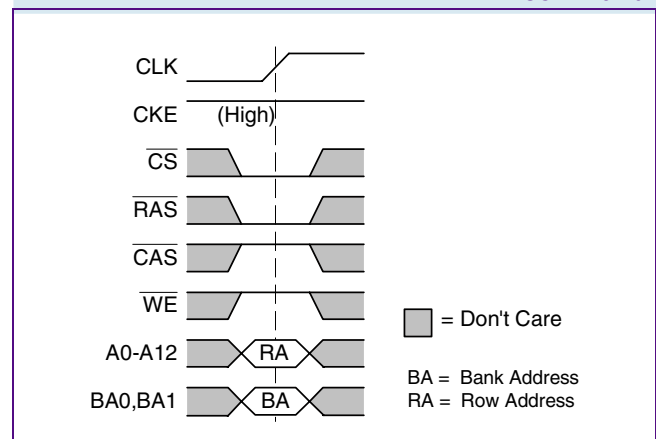 CLK
CKE (High)
CS
RAS
CAS
WE
= Don't Care
A0-A12 RA
BA = Bank Address
BA0,BA1 BA
RA = Row Address